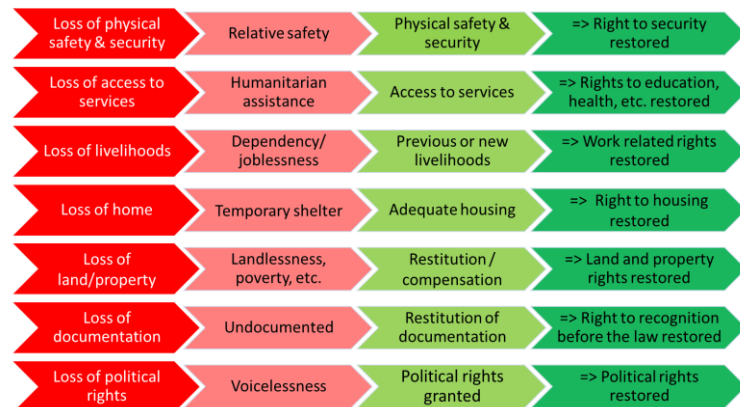 Loss of physical
safety & security
Relative safety
Physical safety &
security
=> Right to security
restored
Loss of access to
services
Humanitarian
assistance
Access to services
=> Rights to education,
health, etc. restored
Loss of livelihoods
Dependency/
joblessness
Previous or new
livelihoods
=> Work related rights
restored
Loss of home
Temporary shelter
Adequate housing
=> Right to housing
restored
Loss of
land/property
Landlessness,
poverty, etc.
Restitution /
compensation
=> Land and property
rights restored
Loss of
documentation
Undocumented
Restitution of
documentation
=> Right to recognition
before the law restored
Loss of political
rights
Voicelessness
Political rights
granted
=> Political rights
restored